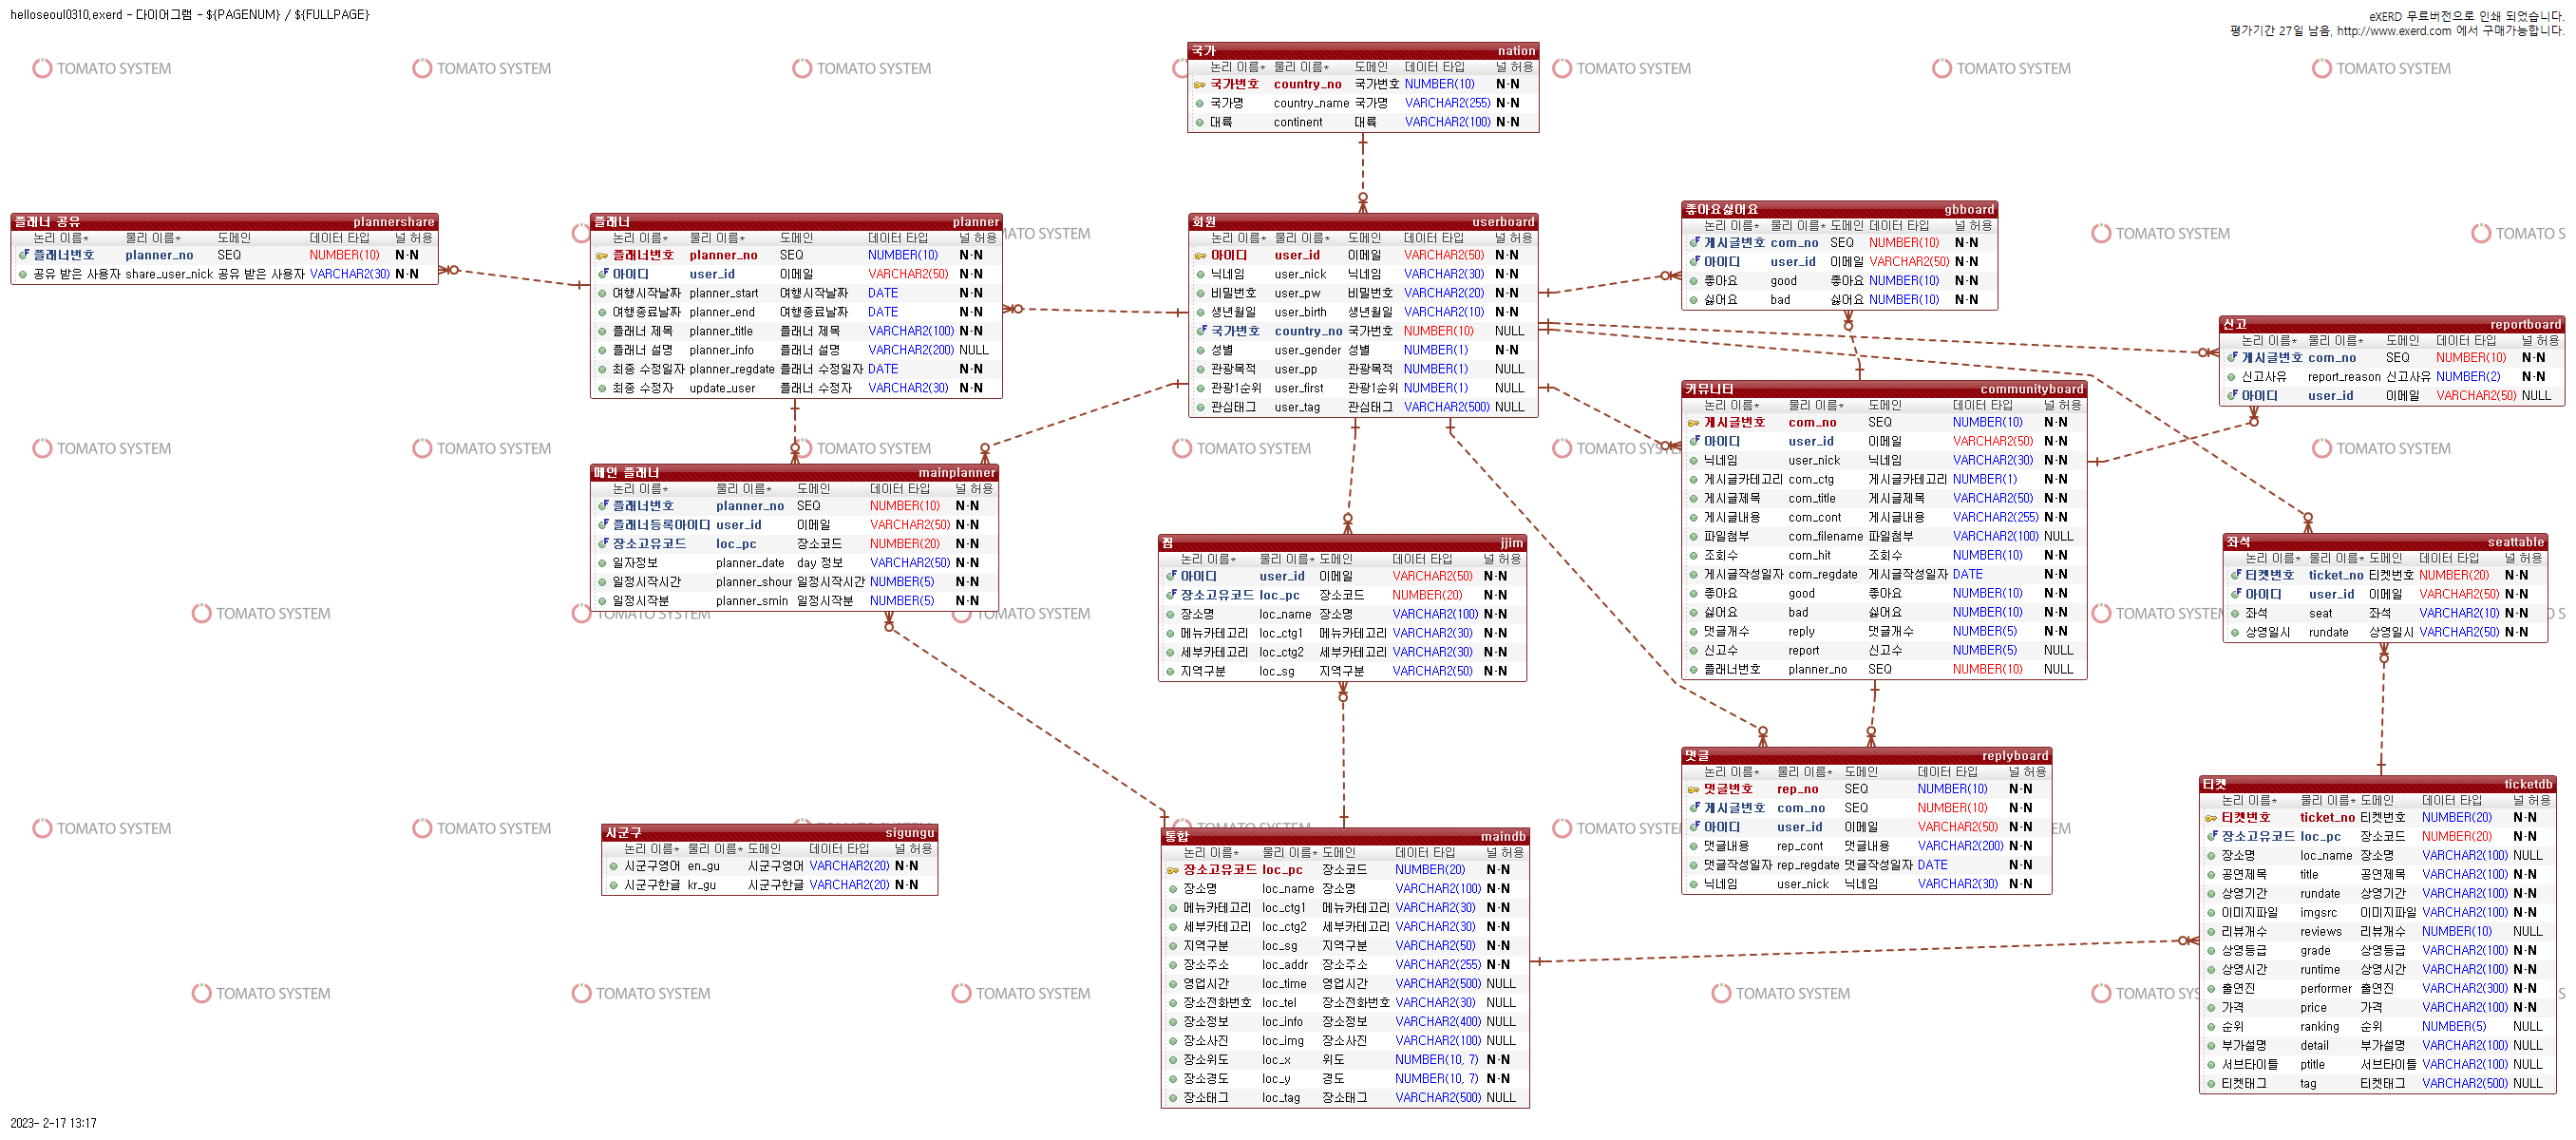 helloseoul0310.exerd - 다이어그램 - ${PAGENUM} / ${FULLPAGE}
eXERD 무료버전으로 인쇄 되었습니다.
평가기간 27일 남음, http://www.exerd.com 에서 구매가능합니다.
국가 nation
논리 이름* 물리 이름* 도메인 데이터 타입 널 허용
국가번호 country_no 국가번호 NUMBER(10) N-N
국가명 country_name 국가명 VARCHAR2(255) N-N
대륙 continent 대륙 VARCHAR2(100) N-N
플래너 공유 plannershare
논리 이름* 물리 이름* 도메인 데이터 타입 널 허용
플래너번호 planner_no SEQ NUMBER(10) N-N
공유 받은 사용자 share_user_nick 공유 받은 사용자 VARCHAR2(30) N-N
플래너 planner
논리 이름* 물리 이름* 도메인 데이터 타입 널 허용
플래너번호 planner_no SEQ NUMBER(10) N-N
아이디 user_id 이메일 VARCHAR2(50) N-N
여행시작날짜 planner_start 여행시작날짜 DATE N-N
여행종료날짜 planner_end 여행종료날짜 DATE N-N
플래너 제목 planner_title 플래너 제목 VARCHAR2(100) N-N
플래너 설명 planner_info 플래너 설명 VARCHAR2(200) NULL
최종 수정일자 planner_regdate 플래너 수정일자 DATE N-N
최종 수정자 update_user 플래너 수정자 VARCHAR2(30) N-N
회원 userboard
논리 이름* 물리 이름* 도메인 데이터 타입 널 허용
아이디 user_id 이메일 VARCHAR2(50) N-N
닉네임 user_nick 닉네임 VARCHAR2(30) N-N
비밀번호 user_pw 비밀번호 VARCHAR2(20) N-N
생년월일 user_birth 생년월일 VARCHAR2(10) N-N
국가번호 country_no 국가번호 NUMBER(10) NULL
성별 user_gender 성별 NUMBER(1) N-N
관광목적 user_pp 관광목적 NUMBER(1) NULL
관광1순위 user_first 관광1순위 NUMBER(1) NULL
관심태그 user_tag 관심태그 VARCHAR2(500) NULL
좋아요싫어요 gbboard
논리 이름* 물리 이름* 도메인 데이터 타입 널 허용
게시글번호 com_no SEQ NUMBER(10) N-N
아이디 user_id 이메일 VARCHAR2(50) N-N
좋아요 good 좋아요 NUMBER(10) N-N
싫어요 bad 싫어요 NUMBER(10) N-N
신고 reportboard
논리 이름* 물리 이름* 도메인 데이터 타입 널 허용
게시글번호 com_no SEQ NUMBER(10) N-N
신고사유 report_reason 신고사유 NUMBER(2) N-N
아이디 user_id 이메일 VARCHAR2(50) NULL
커뮤니티 communityboard
논리 이름* 물리 이름* 도메인 데이터 타입 널 허용
게시글번호 com_no SEQ NUMBER(10) N-N
아이디 user_id 이메일 VARCHAR2(50) N-N
닉네임 user_nick 닉네임 VARCHAR2(30) N-N
게시글카테고리 com_ctg 게시글카테고리 NUMBER(1) N-N
게시글제목 com_title 게시글제목 VARCHAR2(50) N-N
게시글내용 com_cont 게시글내용 VARCHAR2(255) N-N
파일첨부 com_filename 파일첨부 VARCHAR2(100) NULL
조회수 com_hit 조회수 NUMBER(10) N-N
게시글작성일자 com_regdate 게시글작성일자 DATE N-N
좋아요 good 좋아요 NUMBER(10) N-N
싫어요 bad 싫어요 NUMBER(10) N-N
댓글개수 reply 댓글개수 NUMBER(5) N-N
신고수 report 신고수 NUMBER(5) NULL
플래너번호 planner_no SEQ NUMBER(10) NULL
메인 플래너 mainplanner
논리 이름* 물리 이름* 도메인 데이터 타입 널 허용
플래너번호 planner_no SEQ NUMBER(10) N-N
플래너등록아이디 user_id 이메일 VARCHAR2(50) N-N
장소고유코드 loc_pc 장소코드 NUMBER(20) N-N
일자정보 planner_date day 정보 VARCHAR2(50) N-N
일정시작시간 planner_shour 일정시작시간 NUMBER(5) N-N
일정시작분 planner_smin 일정시작분 NUMBER(5) N-N
찜 jjim
논리 이름* 물리 이름* 도메인 데이터 타입 널 허용
아이디 user_id 이메일 VARCHAR2(50) N-N
장소고유코드 loc_pc 장소코드 NUMBER(20) N-N
장소명 loc_name 장소명 VARCHAR2(100) N-N
메뉴카테고리 loc_ctg1 메뉴카테고리 VARCHAR2(30) N-N
세부카테고리 loc_ctg2 세부카테고리 VARCHAR2(30) N-N
지역구분 loc_sg 지역구분 VARCHAR2(50) N-N
좌석 seattable
논리 이름* 물리 이름* 도메인 데이터 타입 널 허용
티켓번호 ticket_no 티켓번호 NUMBER(20) N-N
아이디 user_id 이메일 VARCHAR2(50) N-N
좌석 seat 좌석 VARCHAR2(10) N-N
상영일시 rundate 상영일시 VARCHAR2(50) N-N
댓글 replyboard
논리 이름* 물리 이름* 도메인 데이터 타입 널 허용
댓글번호 rep_no SEQ NUMBER(10) N-N
게시글번호 com_no SEQ NUMBER(10) N-N
아이디 user_id 이메일 VARCHAR2(50) N-N
댓글내용 rep_cont 댓글내용 VARCHAR2(200) N-N
댓글작성일자 rep_regdate 댓글작성일자 DATE N-N
닉네임 user_nick 닉네임 VARCHAR2(30) N-N
시군구 sigungu
논리 이름* 물리 이름* 도메인 데이터 타입 널 허용
시군구영어 en_gu 시군구영어 VARCHAR2(20) N-N
시군구한글 kr_gu 시군구한글 VARCHAR2(20) N-N
통합 maindb
논리 이름* 물리 이름* 도메인 데이터 타입 널 허용
장소고유코드 loc_pc 장소코드 NUMBER(20) N-N
장소명 loc_name 장소명 VARCHAR2(100) N-N
메뉴카테고리 loc_ctg1 메뉴카테고리 VARCHAR2(30) N-N
세부카테고리 loc_ctg2 세부카테고리 VARCHAR2(30) N-N
지역구분 loc_sg 지역구분 VARCHAR2(50) N-N
장소주소 loc_addr 장소주소 VARCHAR2(255) N-N
영업시간 loc_time 영업시간 VARCHAR2(500) NULL
장소전화번호 loc_tel 장소전화번호 VARCHAR2(30) NULL
장소정보 loc_info 장소정보 VARCHAR2(400) NULL
장소사진 loc_img 장소사진 VARCHAR2(100) NULL
장소위도 loc_x 위도 NUMBER(10, 7) N-N
장소경도 loc_y 경도 NUMBER(10, 7) N-N
장소태그 loc_tag 장소태그 VARCHAR2(500) NULL
티켓 ticketdb
논리 이름* 물리 이름* 도메인 데이터 타입 널 허용
티켓번호 ticket_no 티켓번호 NUMBER(20) N-N
장소고유코드 loc_pc 장소코드 NUMBER(20) N-N
장소명 loc_name 장소명 VARCHAR2(100) NULL
공연제목 title 공연제목 VARCHAR2(100) N-N
상영기간 rundate 상영기간 VARCHAR2(100) N-N
이미지파일 imgsrc 이미지파일 VARCHAR2(100) N-N
리뷰개수 reviews 리뷰개수 NUMBER(10) NULL
상영등급 grade 상영등급 VARCHAR2(100) N-N
상영시간 runtime 상영시간 VARCHAR2(100) N-N
출연진 performer 출연진 VARCHAR2(300) N-N
가격 price 가격 VARCHAR2(100) N-N
순위 ranking 순위 NUMBER(5) NULL
부가설명 detail 부가설명 VARCHAR2(100) NULL
서브타이틀 ptitle 서브타이틀 VARCHAR2(100) NULL
티켓태그 tag 티켓태그 VARCHAR2(500) NULL
2023- 2-17 13:17